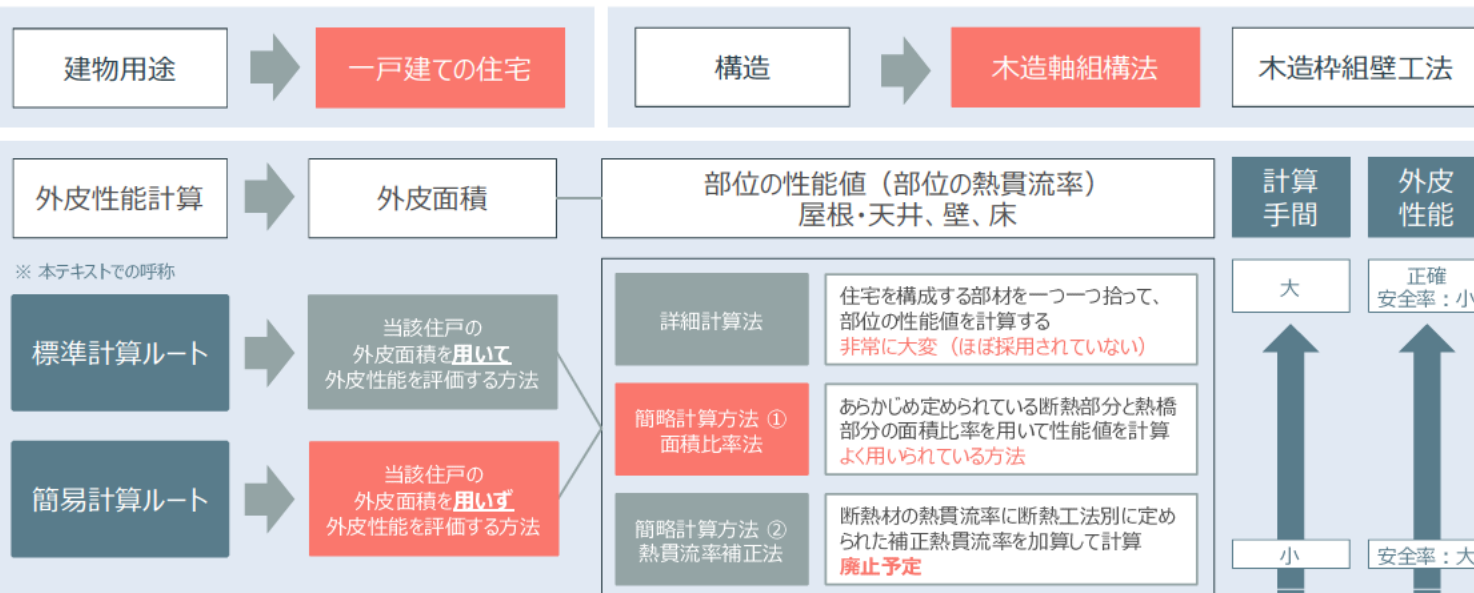 建物用途
一戸建ての住宅
構造
木造軸組構法
木造枠組壁工法
外皮性能計算
外皮面積
部位の性能値（部位の熱貫流率）
屋根・天井、壁、床
計算
手間
外皮
性能
※ 本テキストでの呼称
標準計算ルート
当該住戸の
外皮面積を用いて
外皮性能を評価する方法
簡易計算ルート
当該住戸の
外皮面積を用いず
外皮性能を評価する方法
詳細計算法
住宅を構成する部材を一つ一つ拾って、
部位の性能値を計算する
非常に大変（ほぼ採用されていない）
簡略計算方法 ①
面積比率法
あらかじめ定められている断熱部分と熱橋
部分の面積比率を用いて性能値を計算
よく用いられている方法
簡略計算方法 ②
熱貫流率補正法
断熱材の熱貫流率に断熱工法別に定め
られた補正熱貫流率を加算して計算
廃止予定
大
正確
安全率：小
小
安全率：大